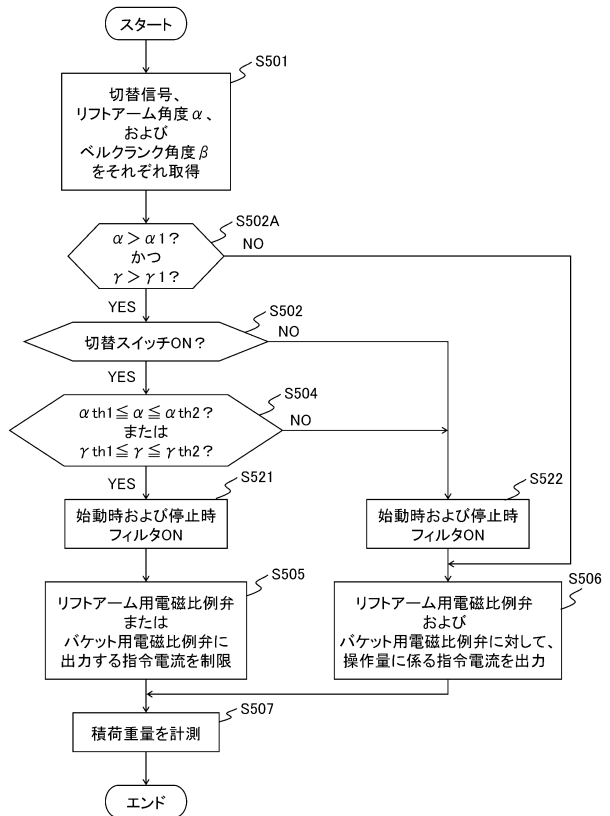 スタート
S501
切替信号、
リフトアーム角度α、
および
ベルクランク角度β
をそれぞれ取得
S502A
α＞α1？
かつ
γ＞γ1？
NO
YES
S502
切替スイッチON？
NO
YES
S504
αth1≦α≦αth2？
または
γth1≦γ≦γth2？
NO
YES
S521
始動時および停止時
フィルタON
S522
始動時および停止時
フィルタON
S505
リフトアーム用電磁比例弁
または
バケット用電磁比例弁に
出力する指令電流を制限
S506
リフトアーム用電磁比例弁
および
バケット用電磁比例弁に対して、
操作量に係る指令電流を出力
S507
積荷重量を計測
エンド